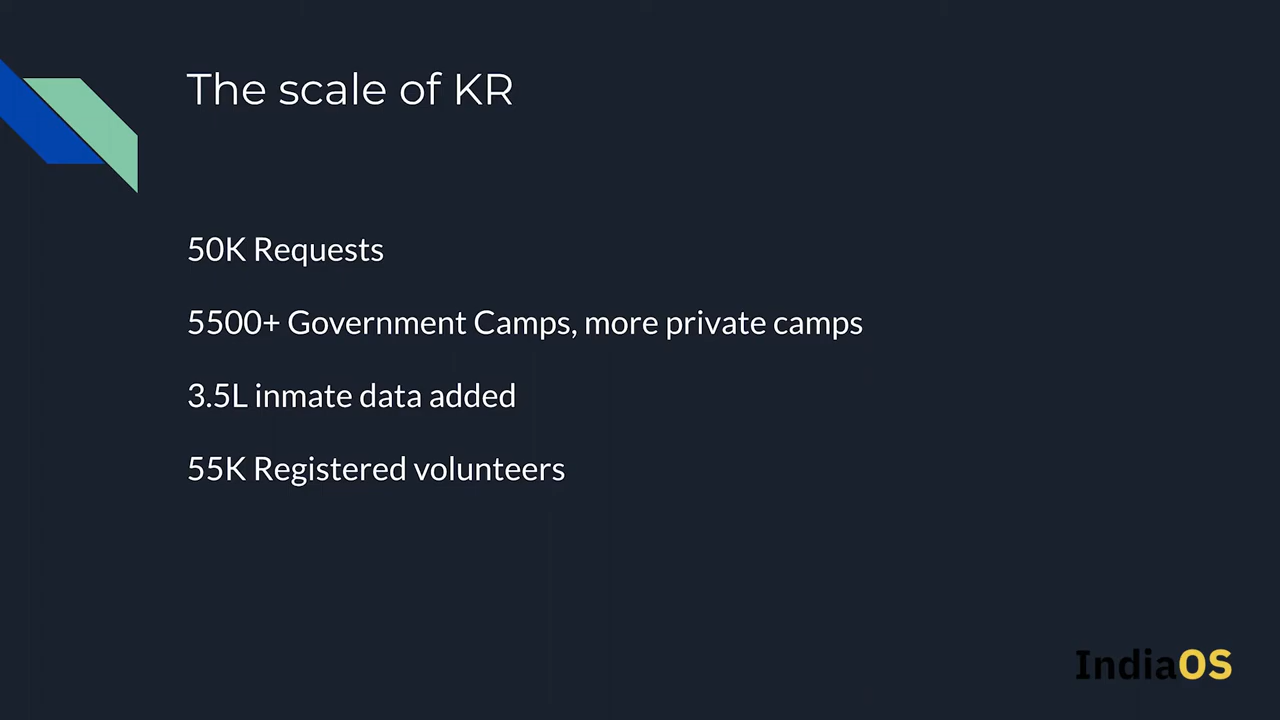 The scale of KR
50K Requests
5500+ Government Camps, more private camps
3.5L inmate data added
55K Registered volunteers
IndiaOS